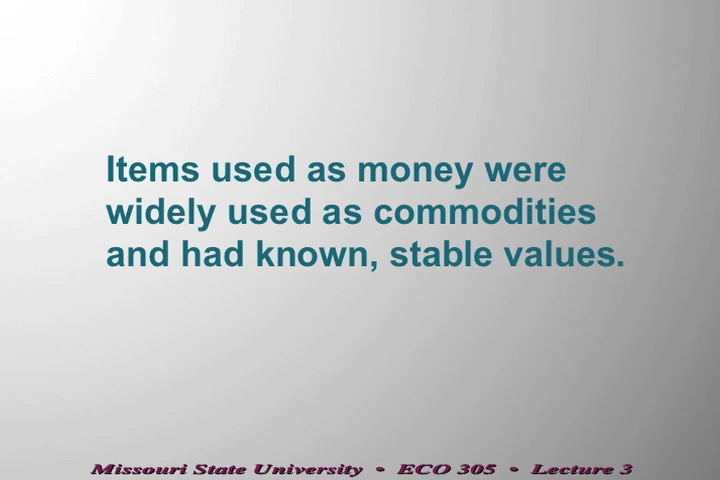 Items used as money were
widely used as commodities
and had known, stable values.
Missouri State University • ECO 305 • Lecture 3